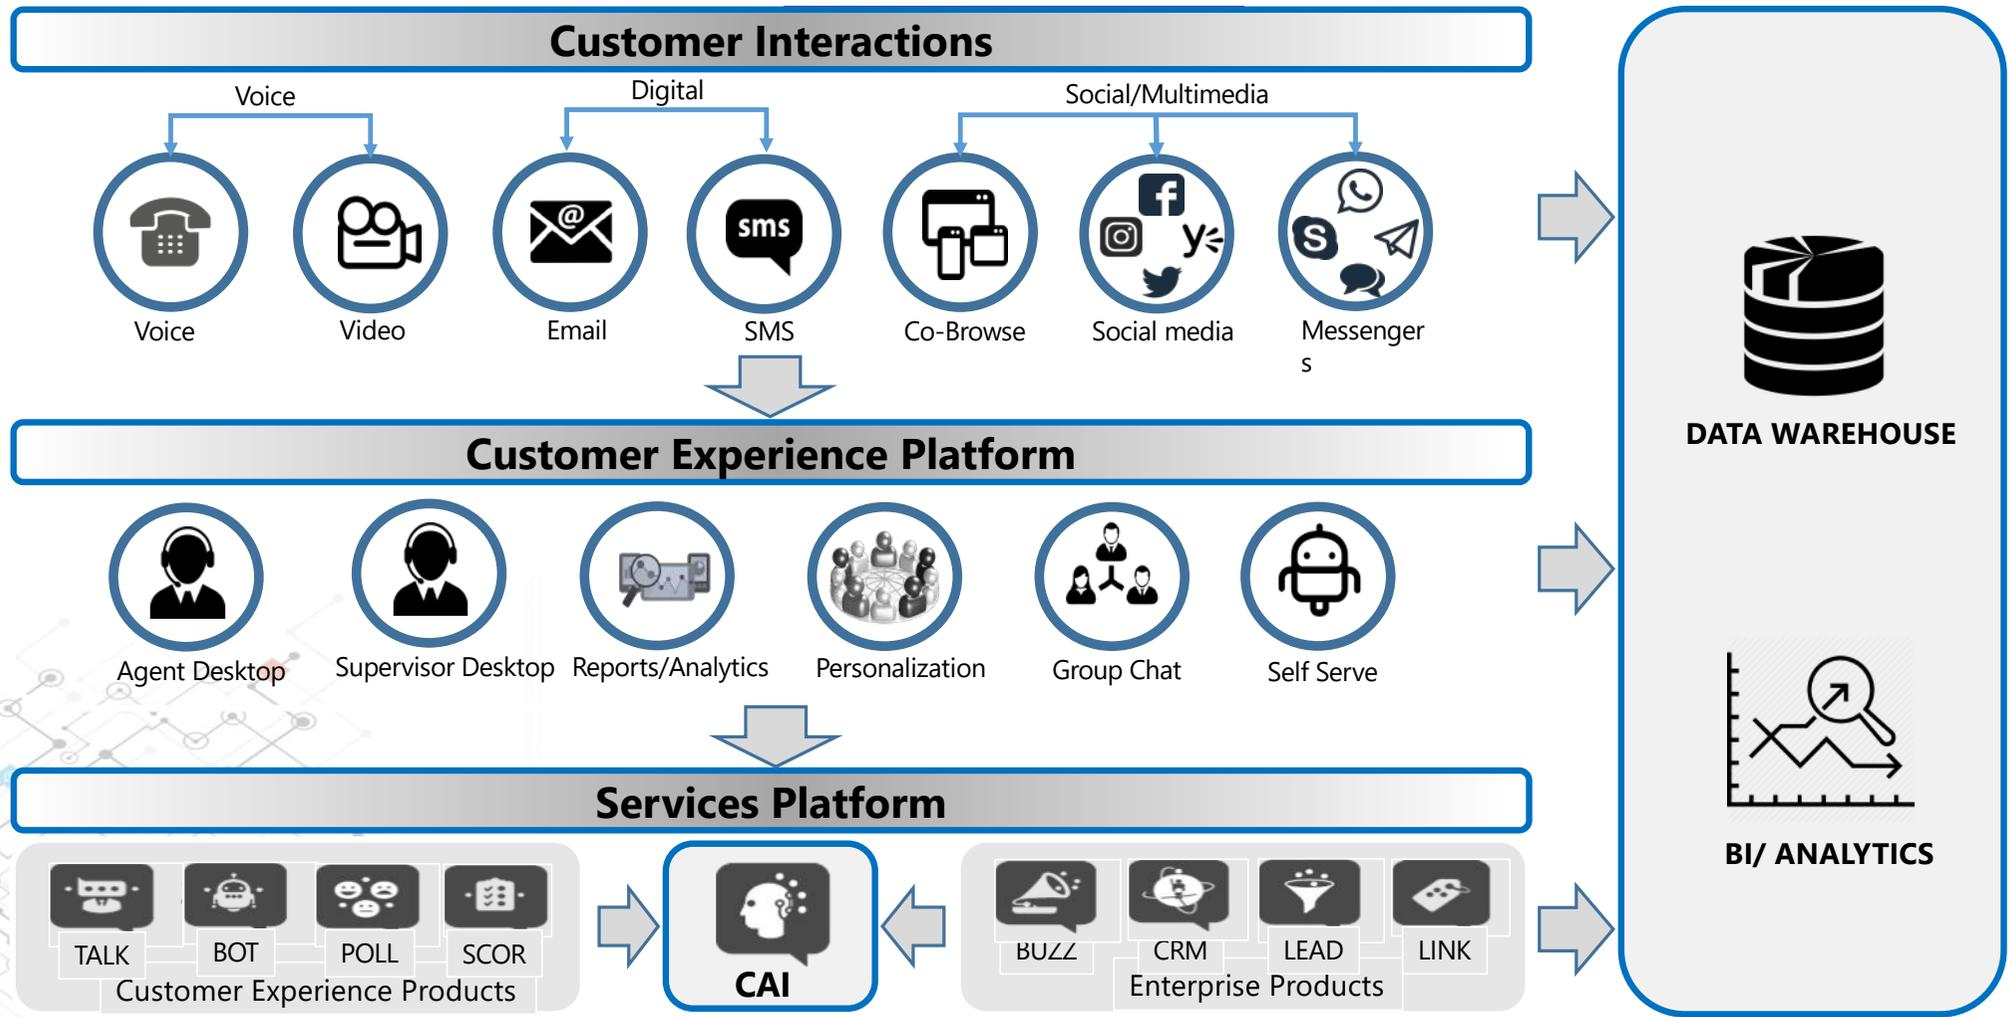 Customer Interactions
Voice
Digital
Social/Multimedia
@
sms
Voice
Video
Email
SMS
Co-Browse
Social media
Messenger
s
Customer Experience Platform
Agent Desktop
Supervisor Desktop
Reports/Analytics
Personalization
Group Chat
Self Serve
Services Platform
TALK
BOT
POLL
SCOR
Customer Experience Products
CAI
BUZZ
CRM
LEAD
LINK
Enterprise Products
DATA WAREHOUSE
BI/ ANALYTICS